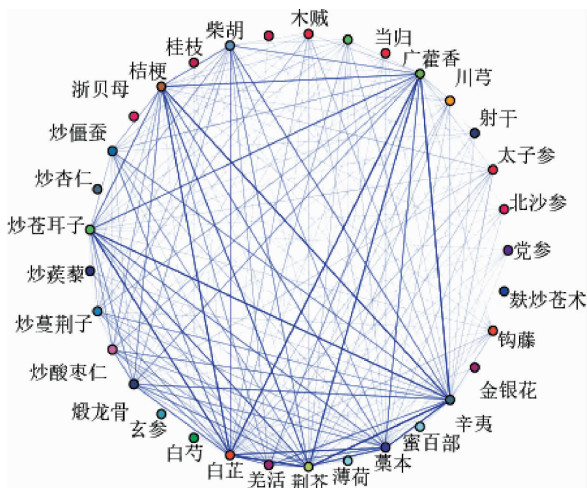 木贼
柴胡
当归
桂枝
广藿香
桔梗
川芎
浙贝母
射干
炒僵蚕
太子参
炒杏仁
北沙参
炒苍耳子
党参
炒蒺藜
麸炒苍术
炒蔓荆子
钩藤
炒酸枣仁
金银花
煅龙骨
辛夷
玄参
蜜百部
白芍
藁本
白芷
薄荷
羌活
荆芥